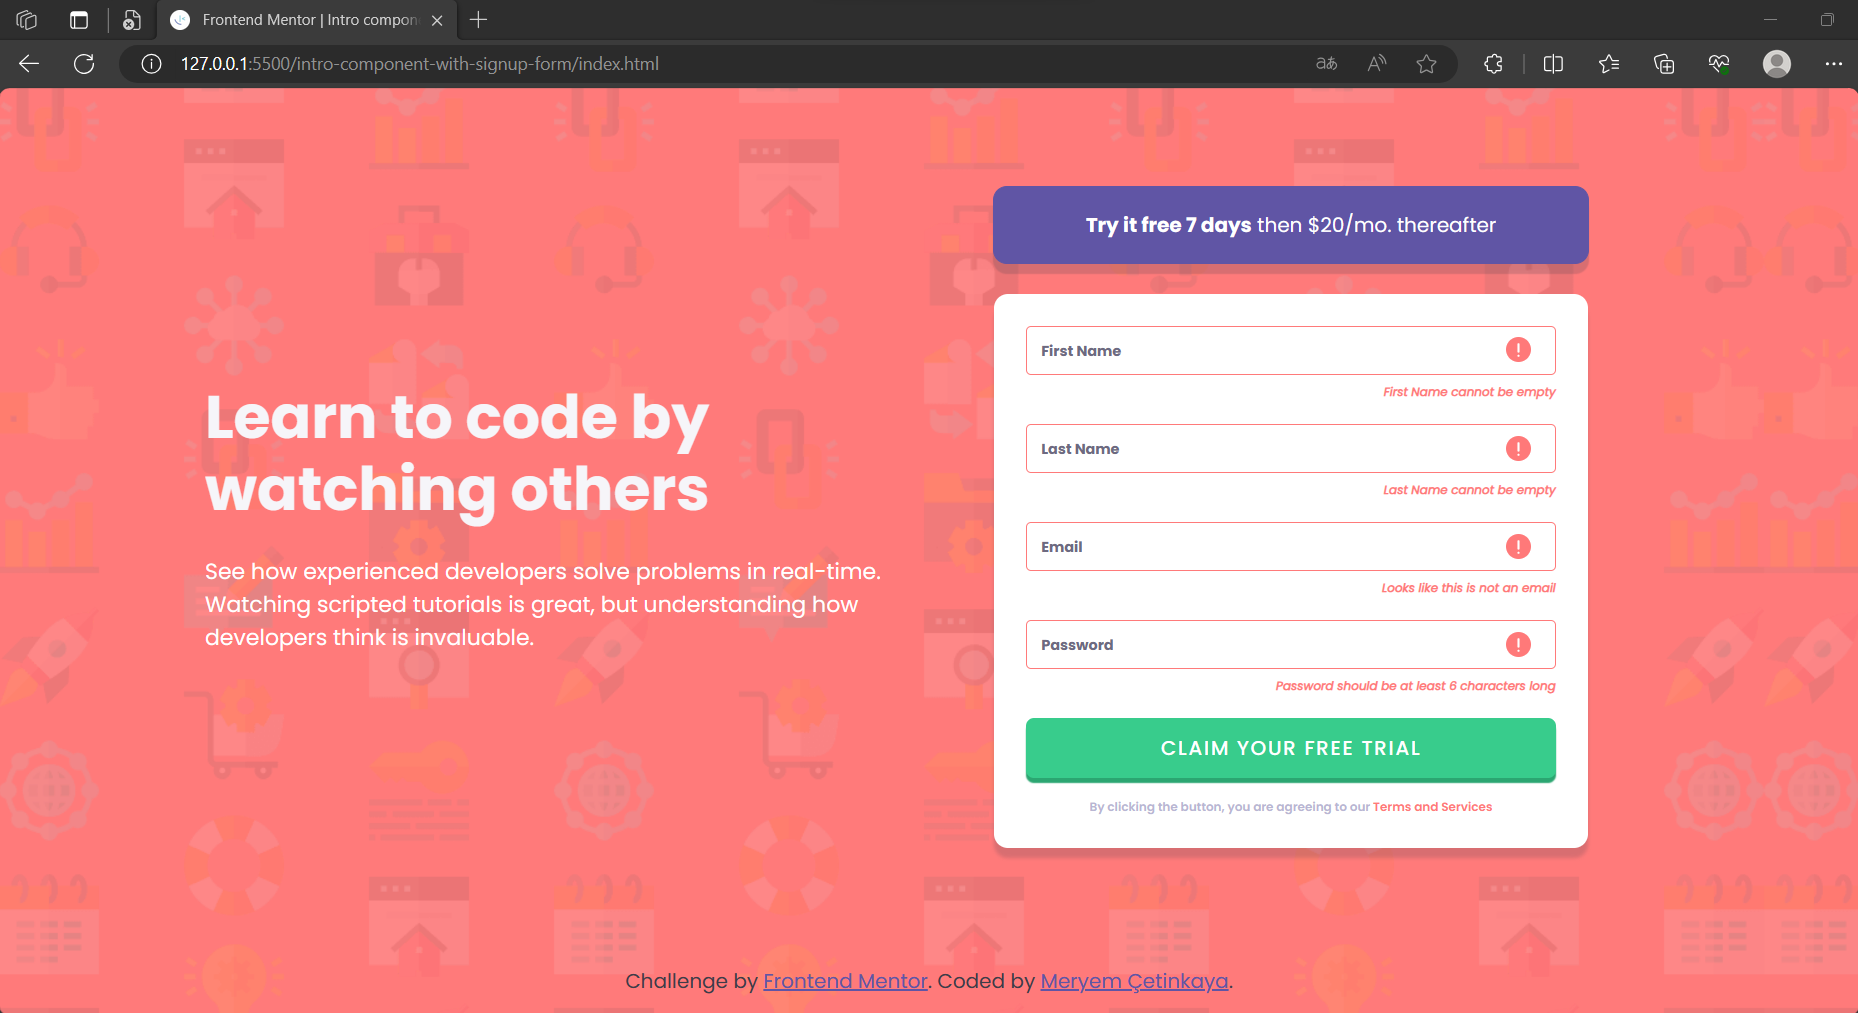 Frontend Mentor | Intro compon
127.0.0.1:5500/intro-component-with-signup-form/index.html
Try it free 7 days then $20/mo. thereafter
Learn to code by
watching others
See how experienced developers solve problems in real-time.
Watching scripted tutorials is great, but understanding how
developers think is invaluable.
First Name
First Name cannot be empty
Last Name
Last Name cannot be empty
Email
Looks like this is not an email
Password
Password should be at least 6 characters long
CLAIM YOUR FREE TRIAL
By clicking the button, you are agreeing to our Terms and Services
Challenge by Frontend Mentor. Coded by Meryem Çetinkaya.